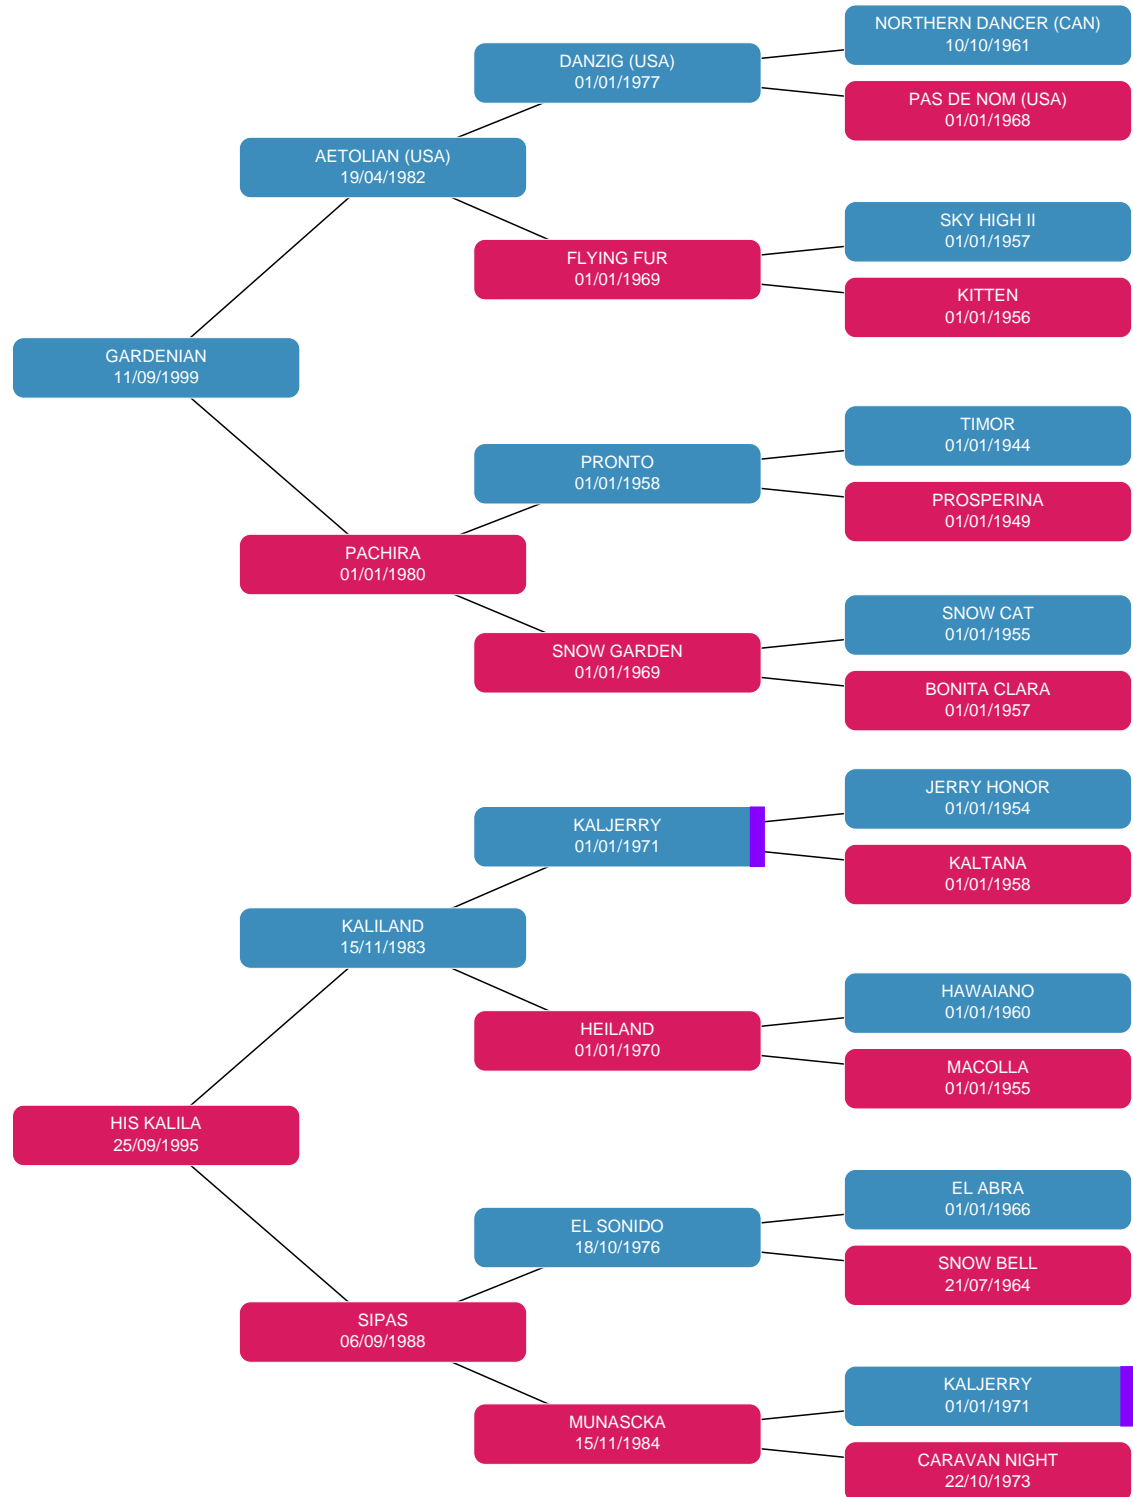 NORTHERN DANCER (CAN)
10/10/1961
DANZIG (USA)
01/01/1977
PAS DE NOM (USA)
01/01/1968
AETOLIAN (USA)
19/04/1982
SKY HIGH II
01/01/1957
FLYING FUR
01/01/1969
KITTEN
01/01/1956
GARDENIAN
11/09/1999
TIMOR
01/01/1944
PRONTO
01/01/1958
PROSPERINA
01/01/1949
PACHIRA
01/01/1980
SNOW CAT
01/01/1955
SNOW GARDEN
01/01/1969
BONITA CLARA
01/01/1957
JERRY HONOR
01/01/1954
KALJERRY
01/01/1971
KALTANA
01/01/1958
KALILAND
15/11/1983
HAWAIANO
01/01/1960
HEILAND
01/01/1970
MACOLLA
01/01/1955
HIS KALILA
25/09/1995
EL ABRA
01/01/1966
EL SONIDO
18/10/1976
SNOW BELL
21/07/1964
SIPAS
06/09/1988
KALJERRY
01/01/1971
MUNASCKA
15/11/1984
CARAVAN NIGHT
22/10/1973